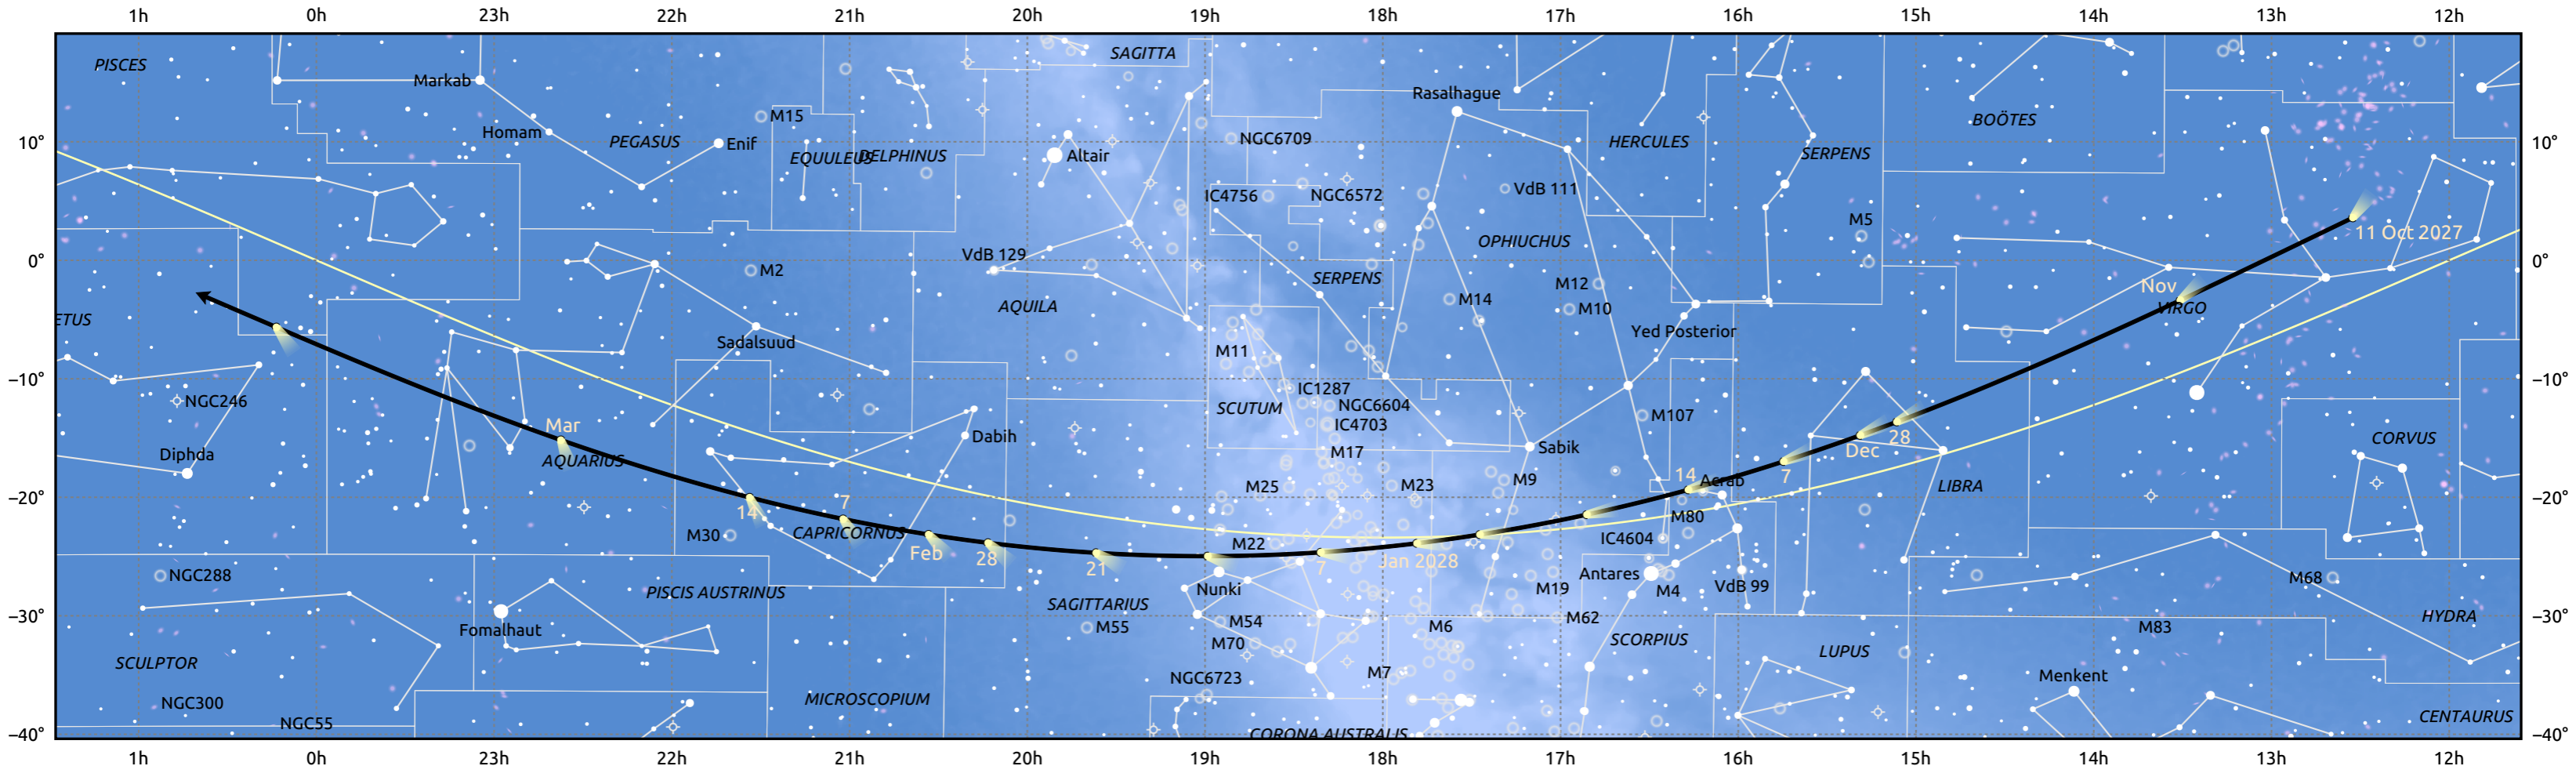 1h 0h 23h 22h 21h 20h 19h 18h 17h 16h 15h 14h 13h 12h
SAGITTA
PISCES
Markab
Rasalhague
M15
BOÖTES
Homam
PEGASUS
Enif
NGC6709
HERCULES
10°
10°
EQUULEUS
DELPHINUS
Altair
SERPENS
VdB 111
IC4756
NGC6572
M5
11 Oct 2027
OPHIUCHUS
VdB 129
0°
0°
M2
SERPENS
M12
Nov
AQUILA
M14
M10
VIRGO
ETUS
Yed Posterior
Sadalsuud
M11
−10°
−10°
IC1287
NGC246
SCUTUM
NGC6604
M107
IC4703
Mar
Dabih
28
CORVUS
Diphda
AQUARIUS
M17
Sabik
Dec
14
7
M9
Acrab
M25
M23
LIBRA
−20°
−20°
7
14
M80
M30
CAPRICORNUS
IC4604
M22
Feb
28
21
7
Jan 2028
NGC288
Antares
M68
PISCIS AUSTRINUS
Nunki
M19
M4
VdB 99
SAGITTARIUS
−30°
−30°
M54
M62
HYDRA
Fomalhaut
M55
M6
M83
M70
SCORPIUS
LUPUS
SCULPTOR
M7
NGC6723
Menkent
NGC300
MICROSCOPIUM
NGC55
CENTAURUS
CORONA AUSTRALIS
−40°
−40°
1h 0h 23h 22h 21h 20h 19h 18h 17h 16h 15h 14h 13h 12h